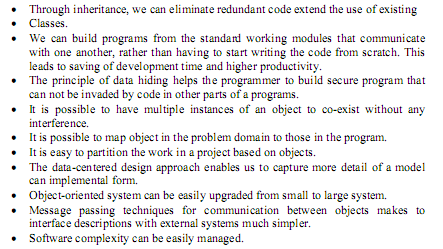 • Through inheritance, we can eliminate redundant code extend the use of existing
• Classes.
• We can build programs from the standard working modules that communicate
with one another, rather than having to start writing the code from scratch. This
leads to saving of development time and higher productivity.
• The principle of data hiding helps the programmer to build secure program that
can not be invaded by code in other parts of a programs.
• It is possible to have multiple instances of an object to co-exist without any
interference.
• It is possible to map object in the problem domain to those in the program.
• It is easy to partition the work in a project based on objects.
• The data-centered design approach enables us to capture more detail of a model
can implemental form.
• Object-oriented system can be easily upgraded from small to large system.
• Message passing techniques for communication between objects makes to
interface descriptions with external systems much simpler.
• Software complexity can be easily managed.